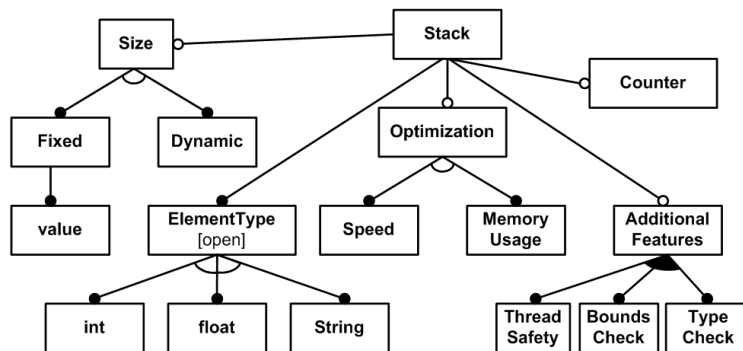 Stack
Size
Counter
Fixed
Dynamic
Optimization
value
ElementType
[open]
Speed
Memory
Usage
Additional
Features
int
float
String
Thread
Safety
Bounds
Check
Type
Check